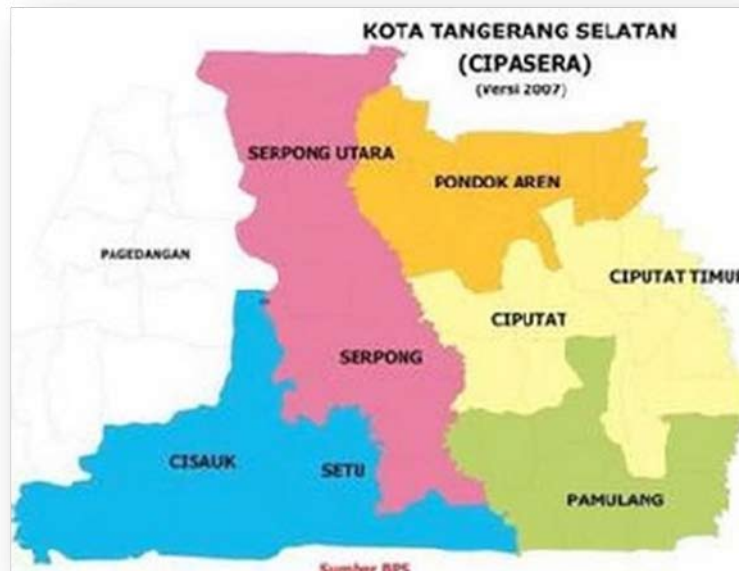 KOTA TANGERANG SELATAN
(CIPASERA)
(Versi 2007)
SERPONG UTARA
PONDOK AREN
PAGEDANGAN
CIPUTAT TIMUR
CIPUTAT
SERPONG
CISAUK
SETU
PAMULANG
Sumber BPS